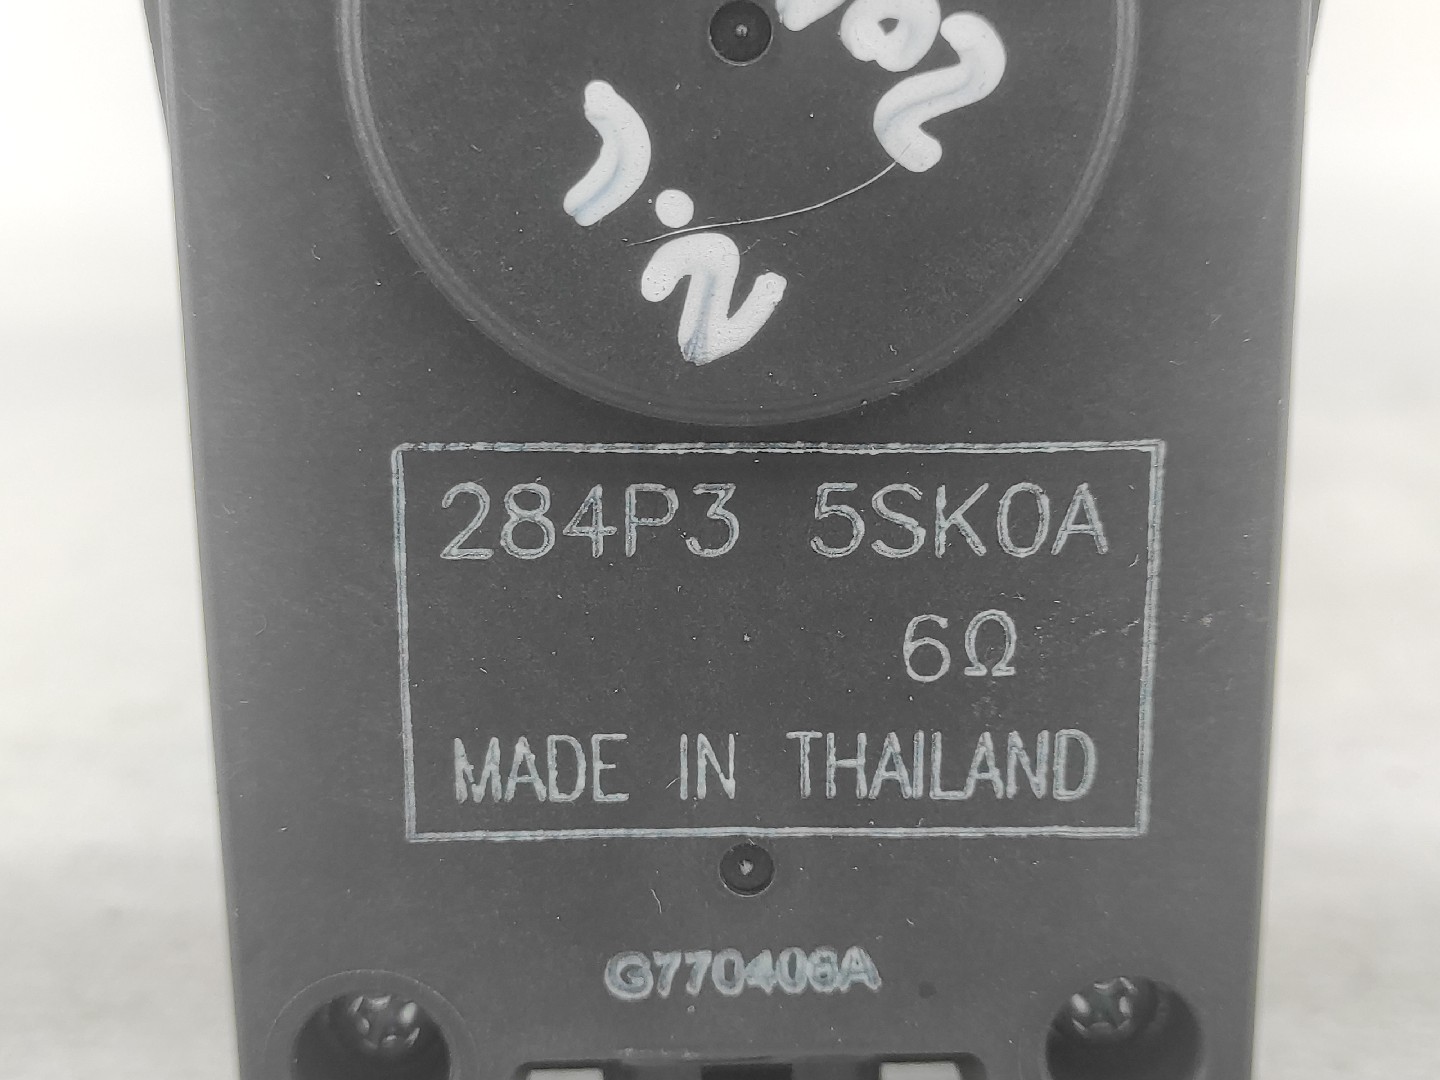 284P3 5SK0A
6Ω
MADE IN THAILAND
G770406A